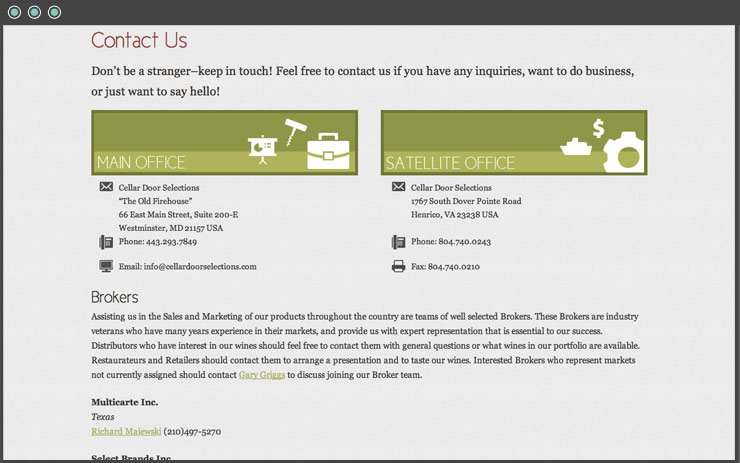 Contact Us
Don't be a stranger–keep in touch! Feel free to contact us if you have any inquiries, want to do business,
or just want to say hello!
MAIN OFFICE
Cellar Door Selections
“The Old Firehouse”
66 East Main Street, Suite 200-E
Westminster, MD 21157 USA
Phone: 443.293.7849
Email: info@cellardoorselections.com
SATELLITE OFFICE
Cellar Door Selections
1767 South Dover Pointe Road
Henrico, VA 23238 USA
Phone: 804.740.0243
Fax: 804.740.0210
Brokers
Assisting us in the Sales and Marketing of our products throughout the country are teams of well selected Brokers. These Brokers are industry
veterans who have many years experience in their markets, and provide us with expert representation that is essential to our success.
Distributors who have interest in our wines should feel free to contact them with general questions or what wines in our portfolio are available.
Restaurateurs and Retailers should contact them to arrange a presentation and to taste our wines. Interested Brokers who represent markets
not currently assigned should contact Gary Griggs to discuss joining our Broker team.
Multicarte Inc.
Texas
Richard Maiewski (210)497-5270
Select Brands Inc